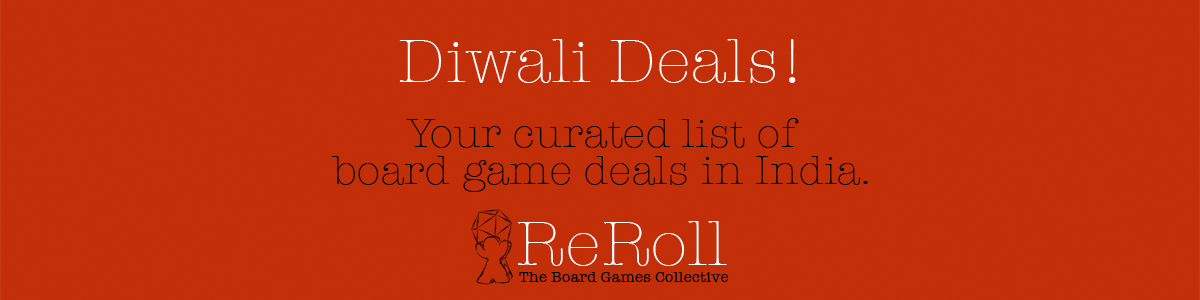 Diwali Deals!
Your curated list of
board game deals in India.
ReRoll
The Board Games Collective